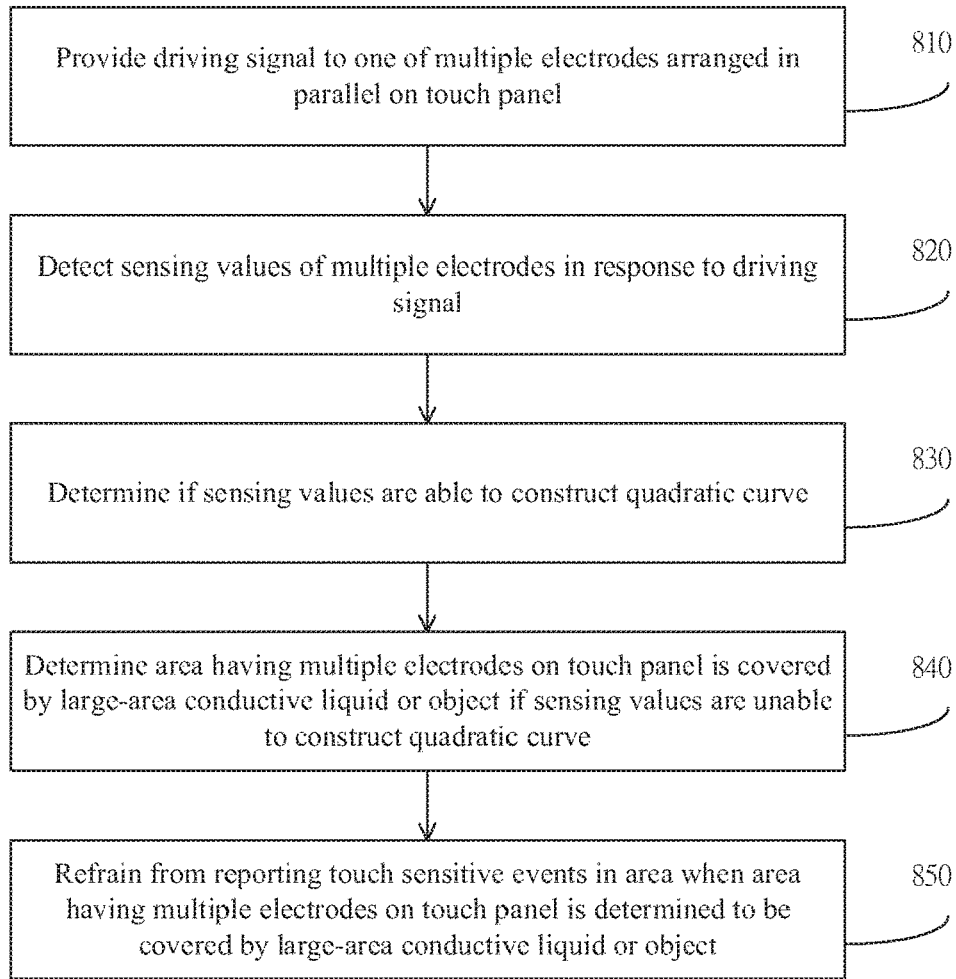 Provide driving signal to one of multiple electrodes arranged in
parallel on touch panel
810
Detect sensing values of multiple electrodes in response to driving
signal
820
Determine if sensing values are able to construct quadratic curve
830
Determine area having multiple electrodes on touch panel is covered
by large-area conductive liquid or object if sensing values are unable
to construct quadratic curve
840
Refrain from reporting touch sensitive events in area when area
having multiple electrodes on touch panel is determined to be
covered by large-area conductive liquid or object
850